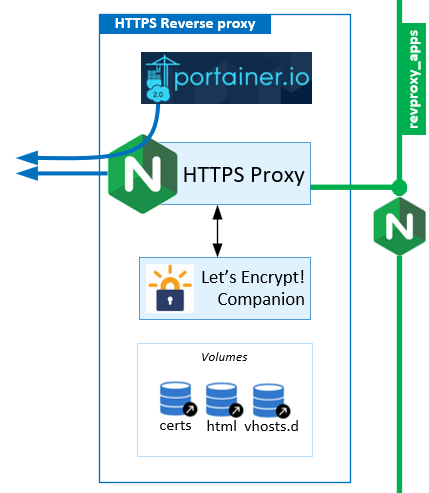 HTTPS Reverse proxy
revproxy_apps
portainer.io
2.0
N HTTPS Proxy
N
Let's Encrypt!
Companion
Volumes
certs html vhosts.d